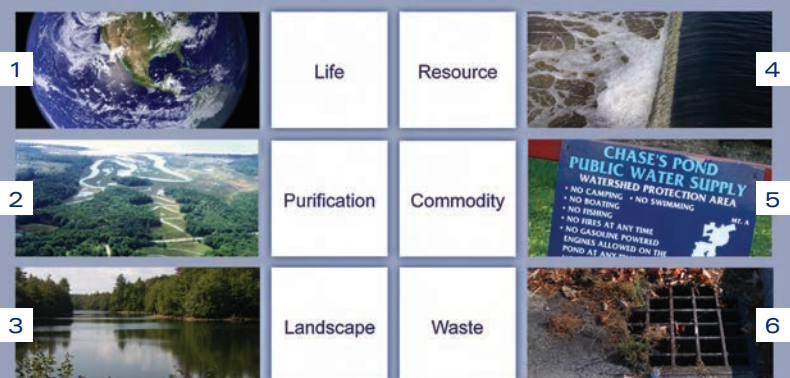 1
Life
Resource
4
2
Purification
Commodity
CHASE'S POND
PUBLIC WATER SUPPLY
WATERSHED PROTECTION AREA
• NO CAMPING • NO SWIMMING
• NO BOATING
• NO FISHING
• NO FIRES AT ANY TIME
• NO GASOLINE POWERED
ENGINES ALLOWED ON THE
POND AT ANY
MT. A
5
3
Landscape
Waste
6